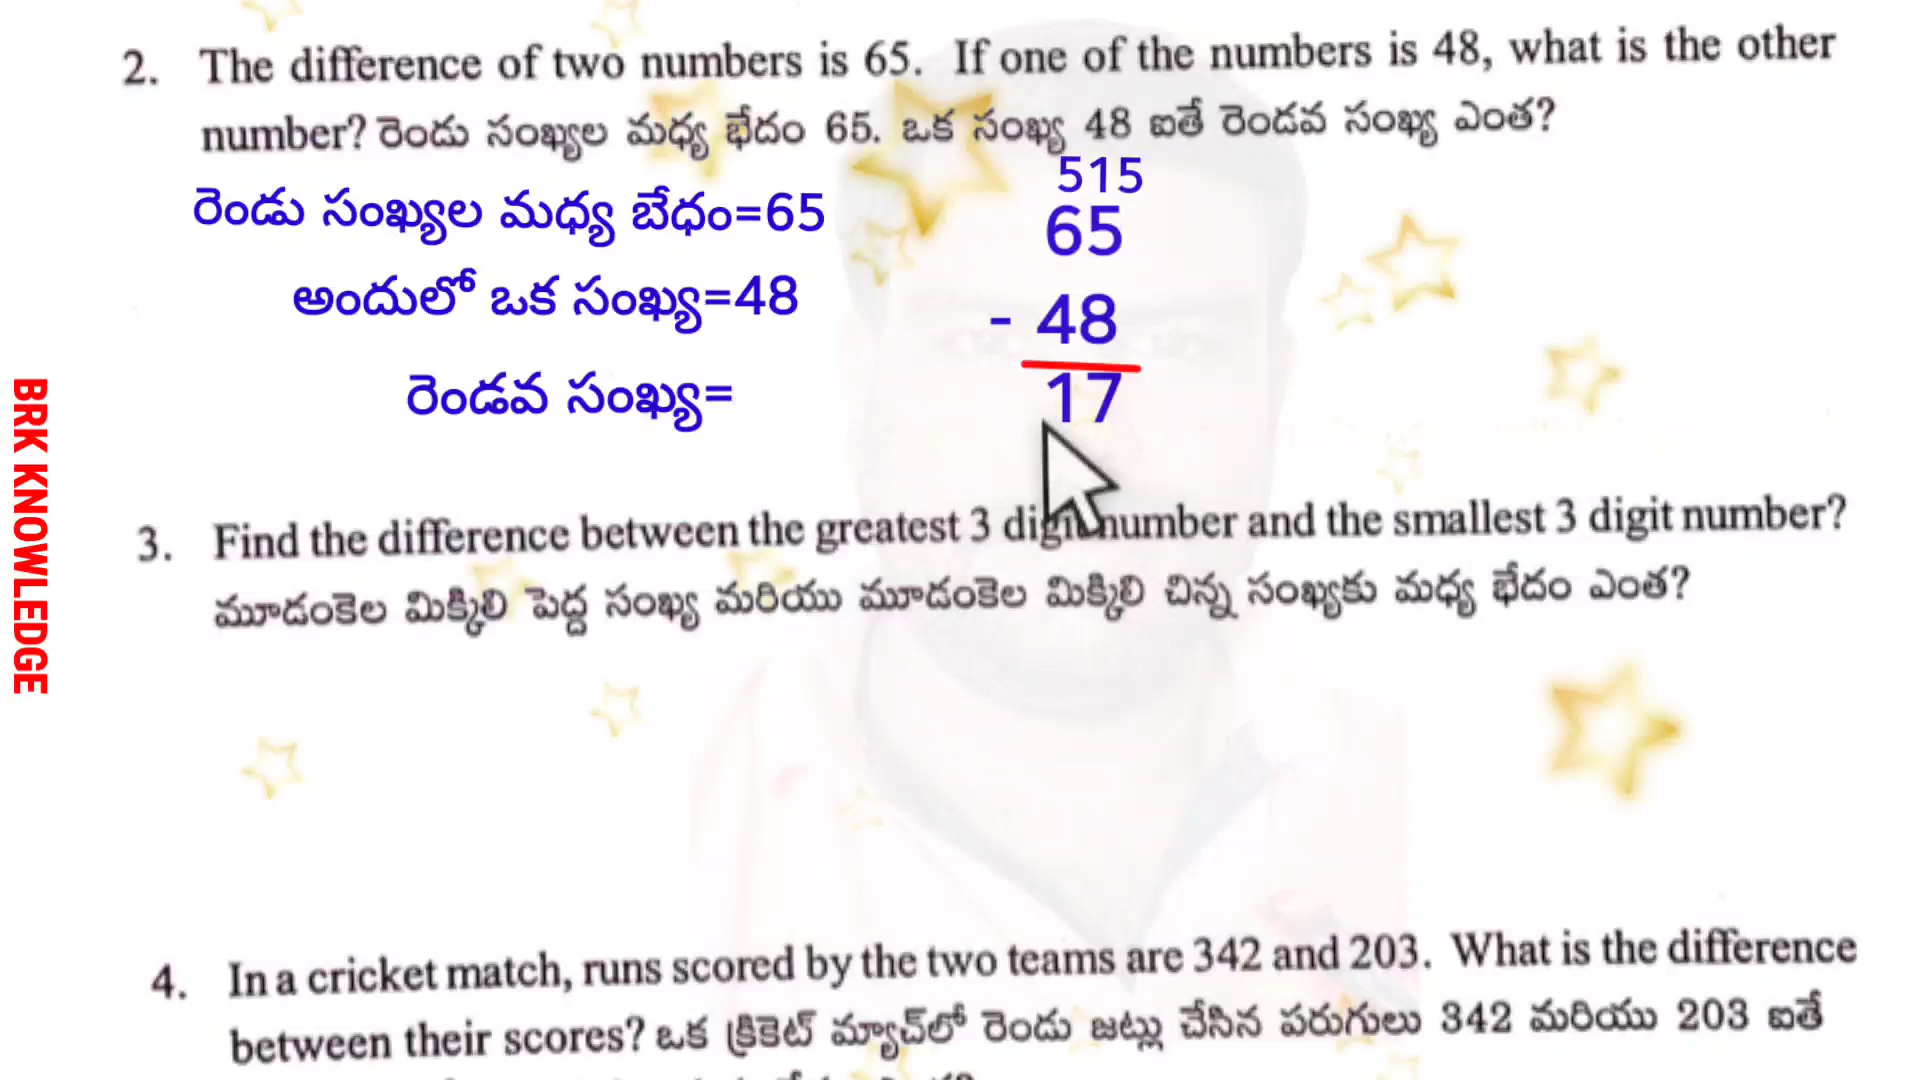 2. The difference of two numbers is 65. If one of the numbers is 48, what is the other
number? రెండు సంఖ్యల మధ్య భేదం 65. ఒక సంఖ్య 48 ఐతే రెండవ సంఖ్య ఎంత?
రెండు సంఖ్యల మధ్య బేధం=65
అందులో ఒక సంఖ్య=48
రెండవ సంఖ్య=
515
65
- 48
17
BRK KNOWLEDGE
3. Find the difference between the greatest 3 digit number and the smallest 3 digit number?
మూడంకెల మిక్కిలి పెద్ద సంఖ్య మరియు మూడంకెల మిక్కిలి చిన్న సంఖ్యకు మధ్య భేదం ఎంత?
4. In a cricket match, runs scored by the two teams are 342 and 203. What is the difference
between their scores? ఒక క్రికెట్ మ్యాచ్‌లో రెండు జట్లు చేసిన పరుగులు 342 మరియు 203 ఐతే